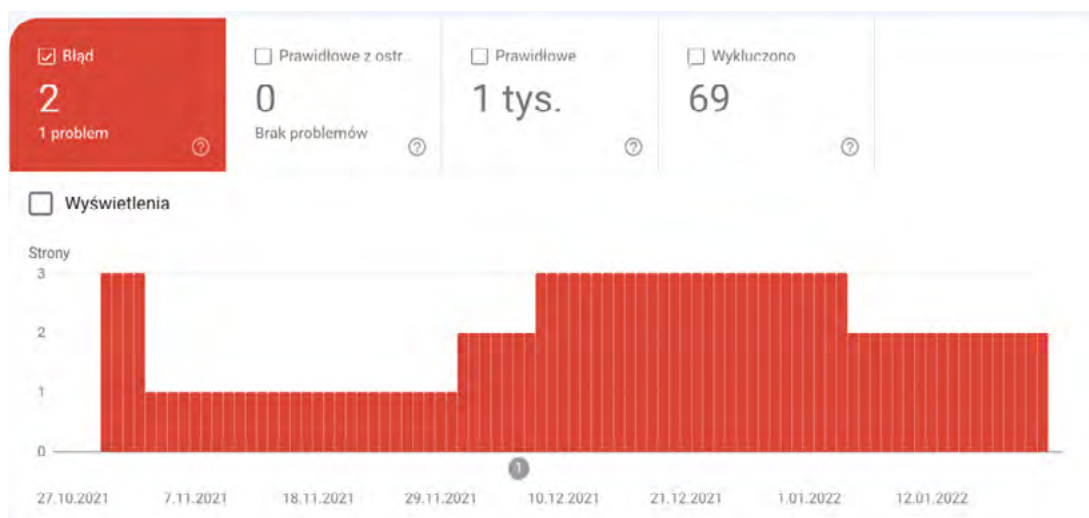 Błąd
2
1 problem
Prawidłowe z ostr...
0
Brak problemów
Prawidłowe
1 tys.
Wykluczono
69
Wyświetlenia
Strony
3
2
1
0
1
27.10.2021 7.11.2021 18.11.2021 29.11.2021 10.12.2021 21.12.2021 1.01.2022 12.01.2022